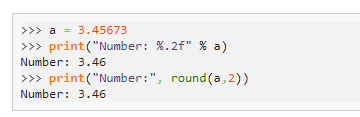 >>> a = 3.45673
>>> print("Number: %.2f" % a)
Number: 3.46
>>> print("Number:", round(a,2))
Number: 3.46